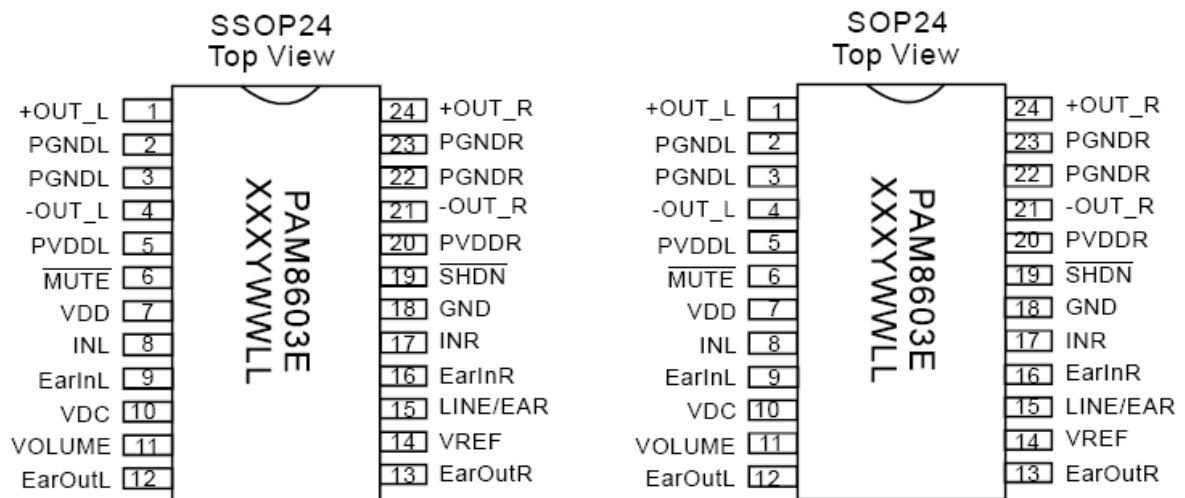 SSOP24
Top View
+OUT_L 1 24 +OUT_R
PGNDL 2 23 PGNDR
PGNDL 3 22 PGNDR
-OUT_L 4 21 -OUT_R
PVDDL 5 20 PVDDR
MUTE 6 19 SHDN
VDD 7 18 GND
INL 8 17 INR
EarInL 9 16 EarInR
VDC 10 15 LINE/EAR
VOLUME 11 14 VREF
EarOutL 12 13 EarOutR
PAM8603E
XXXYWWLL
SOP24
Top View
+OUT_L 1 24 +OUT_R
PGNDL 2 23 PGNDR
PGNDL 3 22 PGNDR
-OUT_L 4 21 -OUT_R
PVDDL 5 20 PVDDR
MUTE 6 19 SHDN
VDD 7 18 GND
INL 8 17 INR
EarInL 9 16 EarInR
VDC 10 15 LINE/EAR
VOLUME 11 14 VREF
EarOutL 12 13 EarOutR
PAM8603E
XXXYWWLL